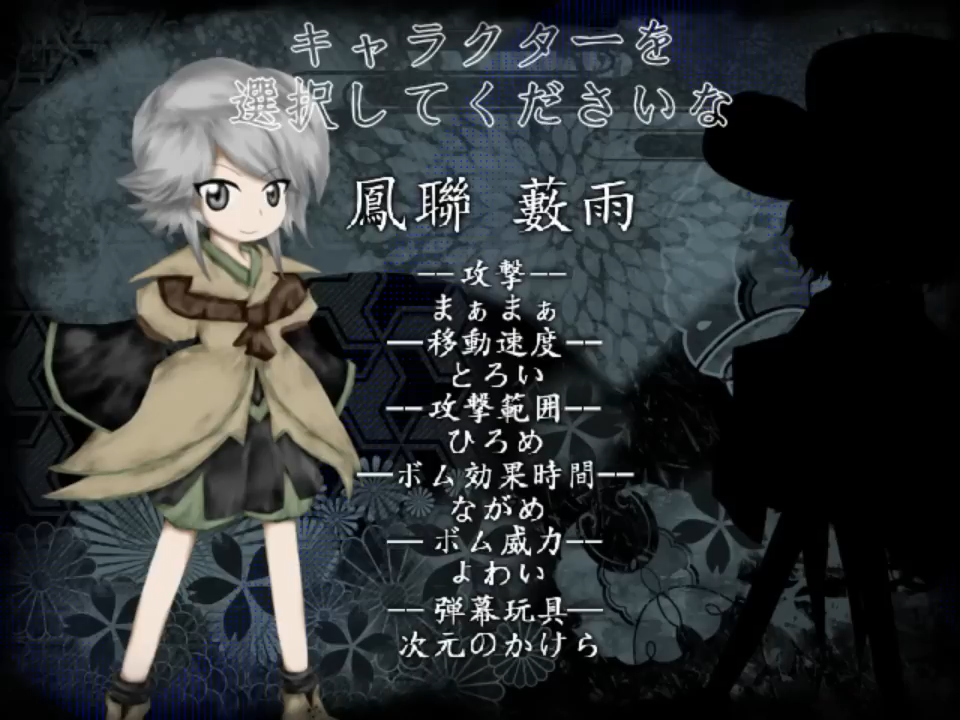 キャラクターを
選択してくださいな
鳳聯 藪雨
--攻撃--
まぁまぁ
--移動速度--
とろい
--攻撃範囲--
ひろめ
--ボム効果時間--
ながめ
-- ボム威力--
よわい
-- 弾幕玩具--
次元のかけら